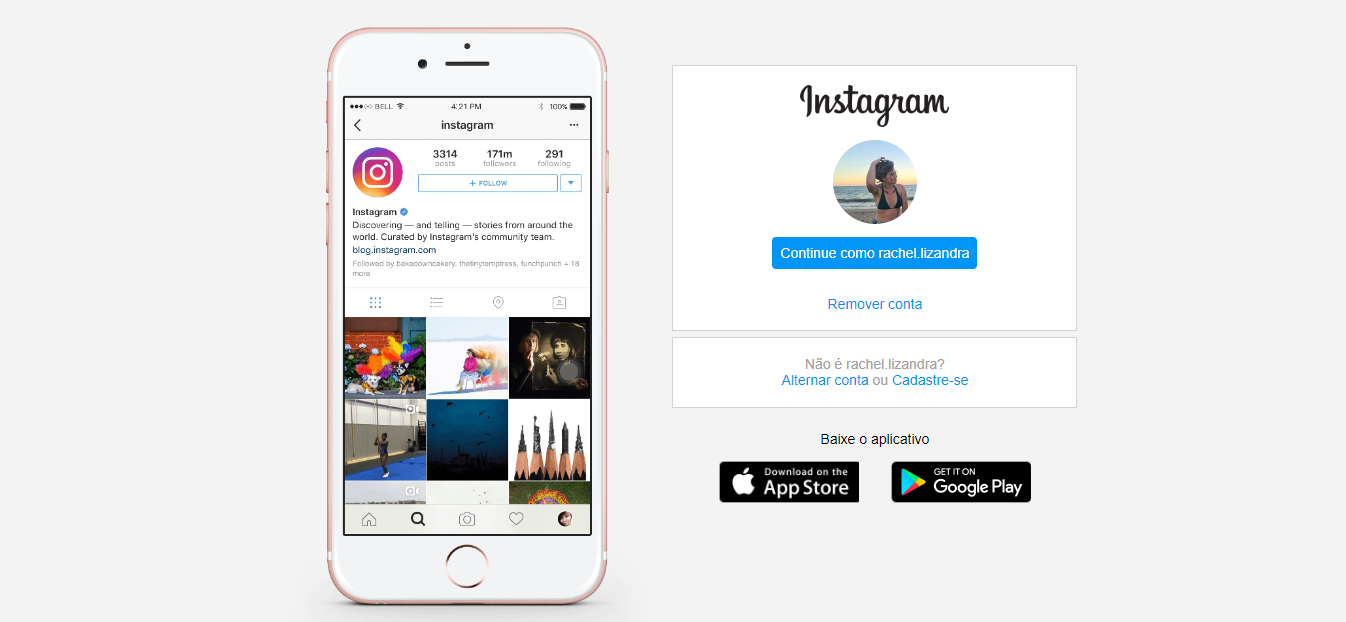 BELL
4:21 PM
100%
instagram
3314
171m
291
posts
followers
following
+ FOLLOW
Instagram
Discovering — and telling — stories from around the
world. Curated by Instagram's community team.
blog.instagram.com
Followed by bakedowncakery, thetinytemptress, funchpunch + 18
more
Instagram
Continue como rachel.lizandra
Remover conta
Não é rachel.lizandra?
Alternar conta ou Cadastre-se
Baixe o aplicativo
Download on the
App Store
GET IT ON
Google Play